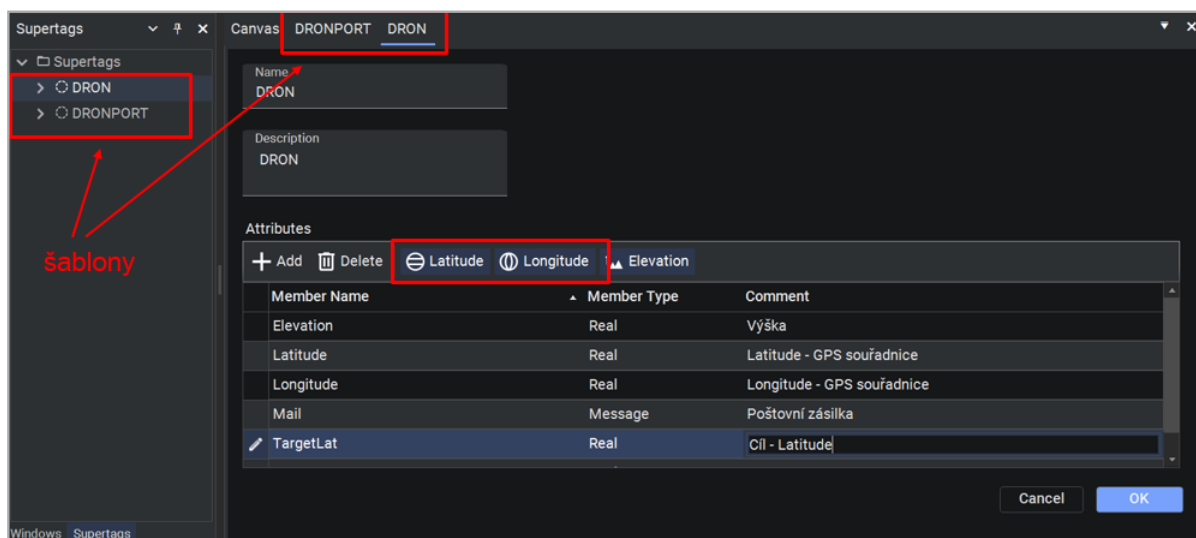 Supertags
Canvas DRONPORT DRON
Supertags
DRON
DRONPORT
šablony
Name
DRON
Description
DRON
Attributes
Add Delete Latitude Longitude Elevation
Member Name Member Type Comment
Elevation Real Výška
Latitude Real Latitude - GPS souřadnice
Longitude Real Longitude - GPS souřadnice
Mail Message Poštovní zásilka
TargetLat Real Cíl - Latitude
Cancel OK
Windows Supertags